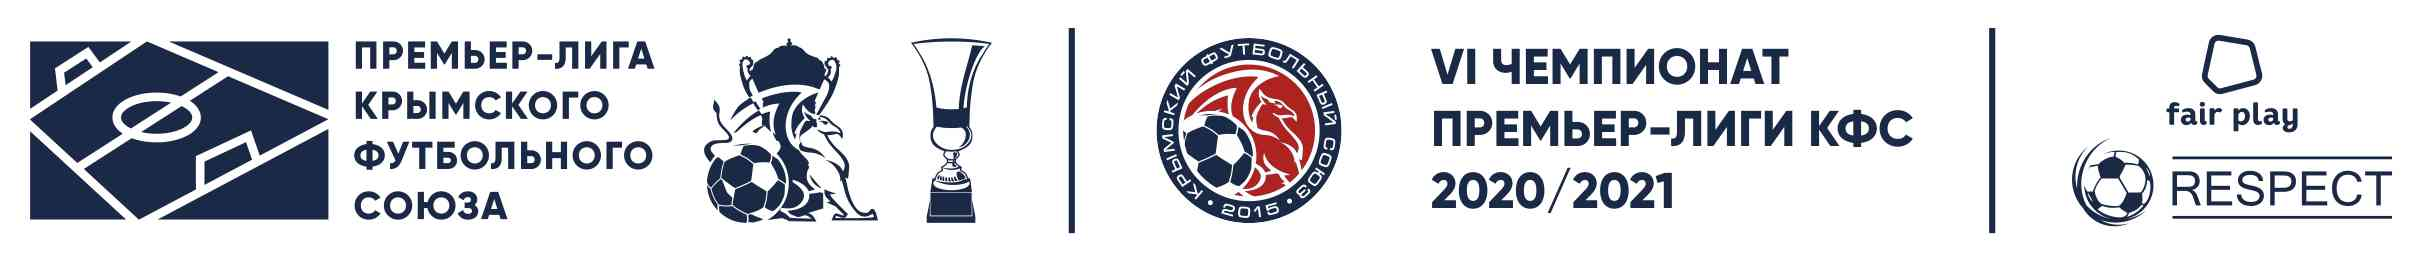 ПРЕМЬЕР-ЛИГА
КРЫМСКОГО
ФУТБОЛЬНОГО
СОЮЗА
КРЫМСКИЙ ФУТБОЛЬНЫЙ СОЮЗ
• 2015 •
VI ЧЕМПИОНАТ
ПРЕМЬЕР-ЛИГИ КФС
2020/2021
fair play
RESPECT